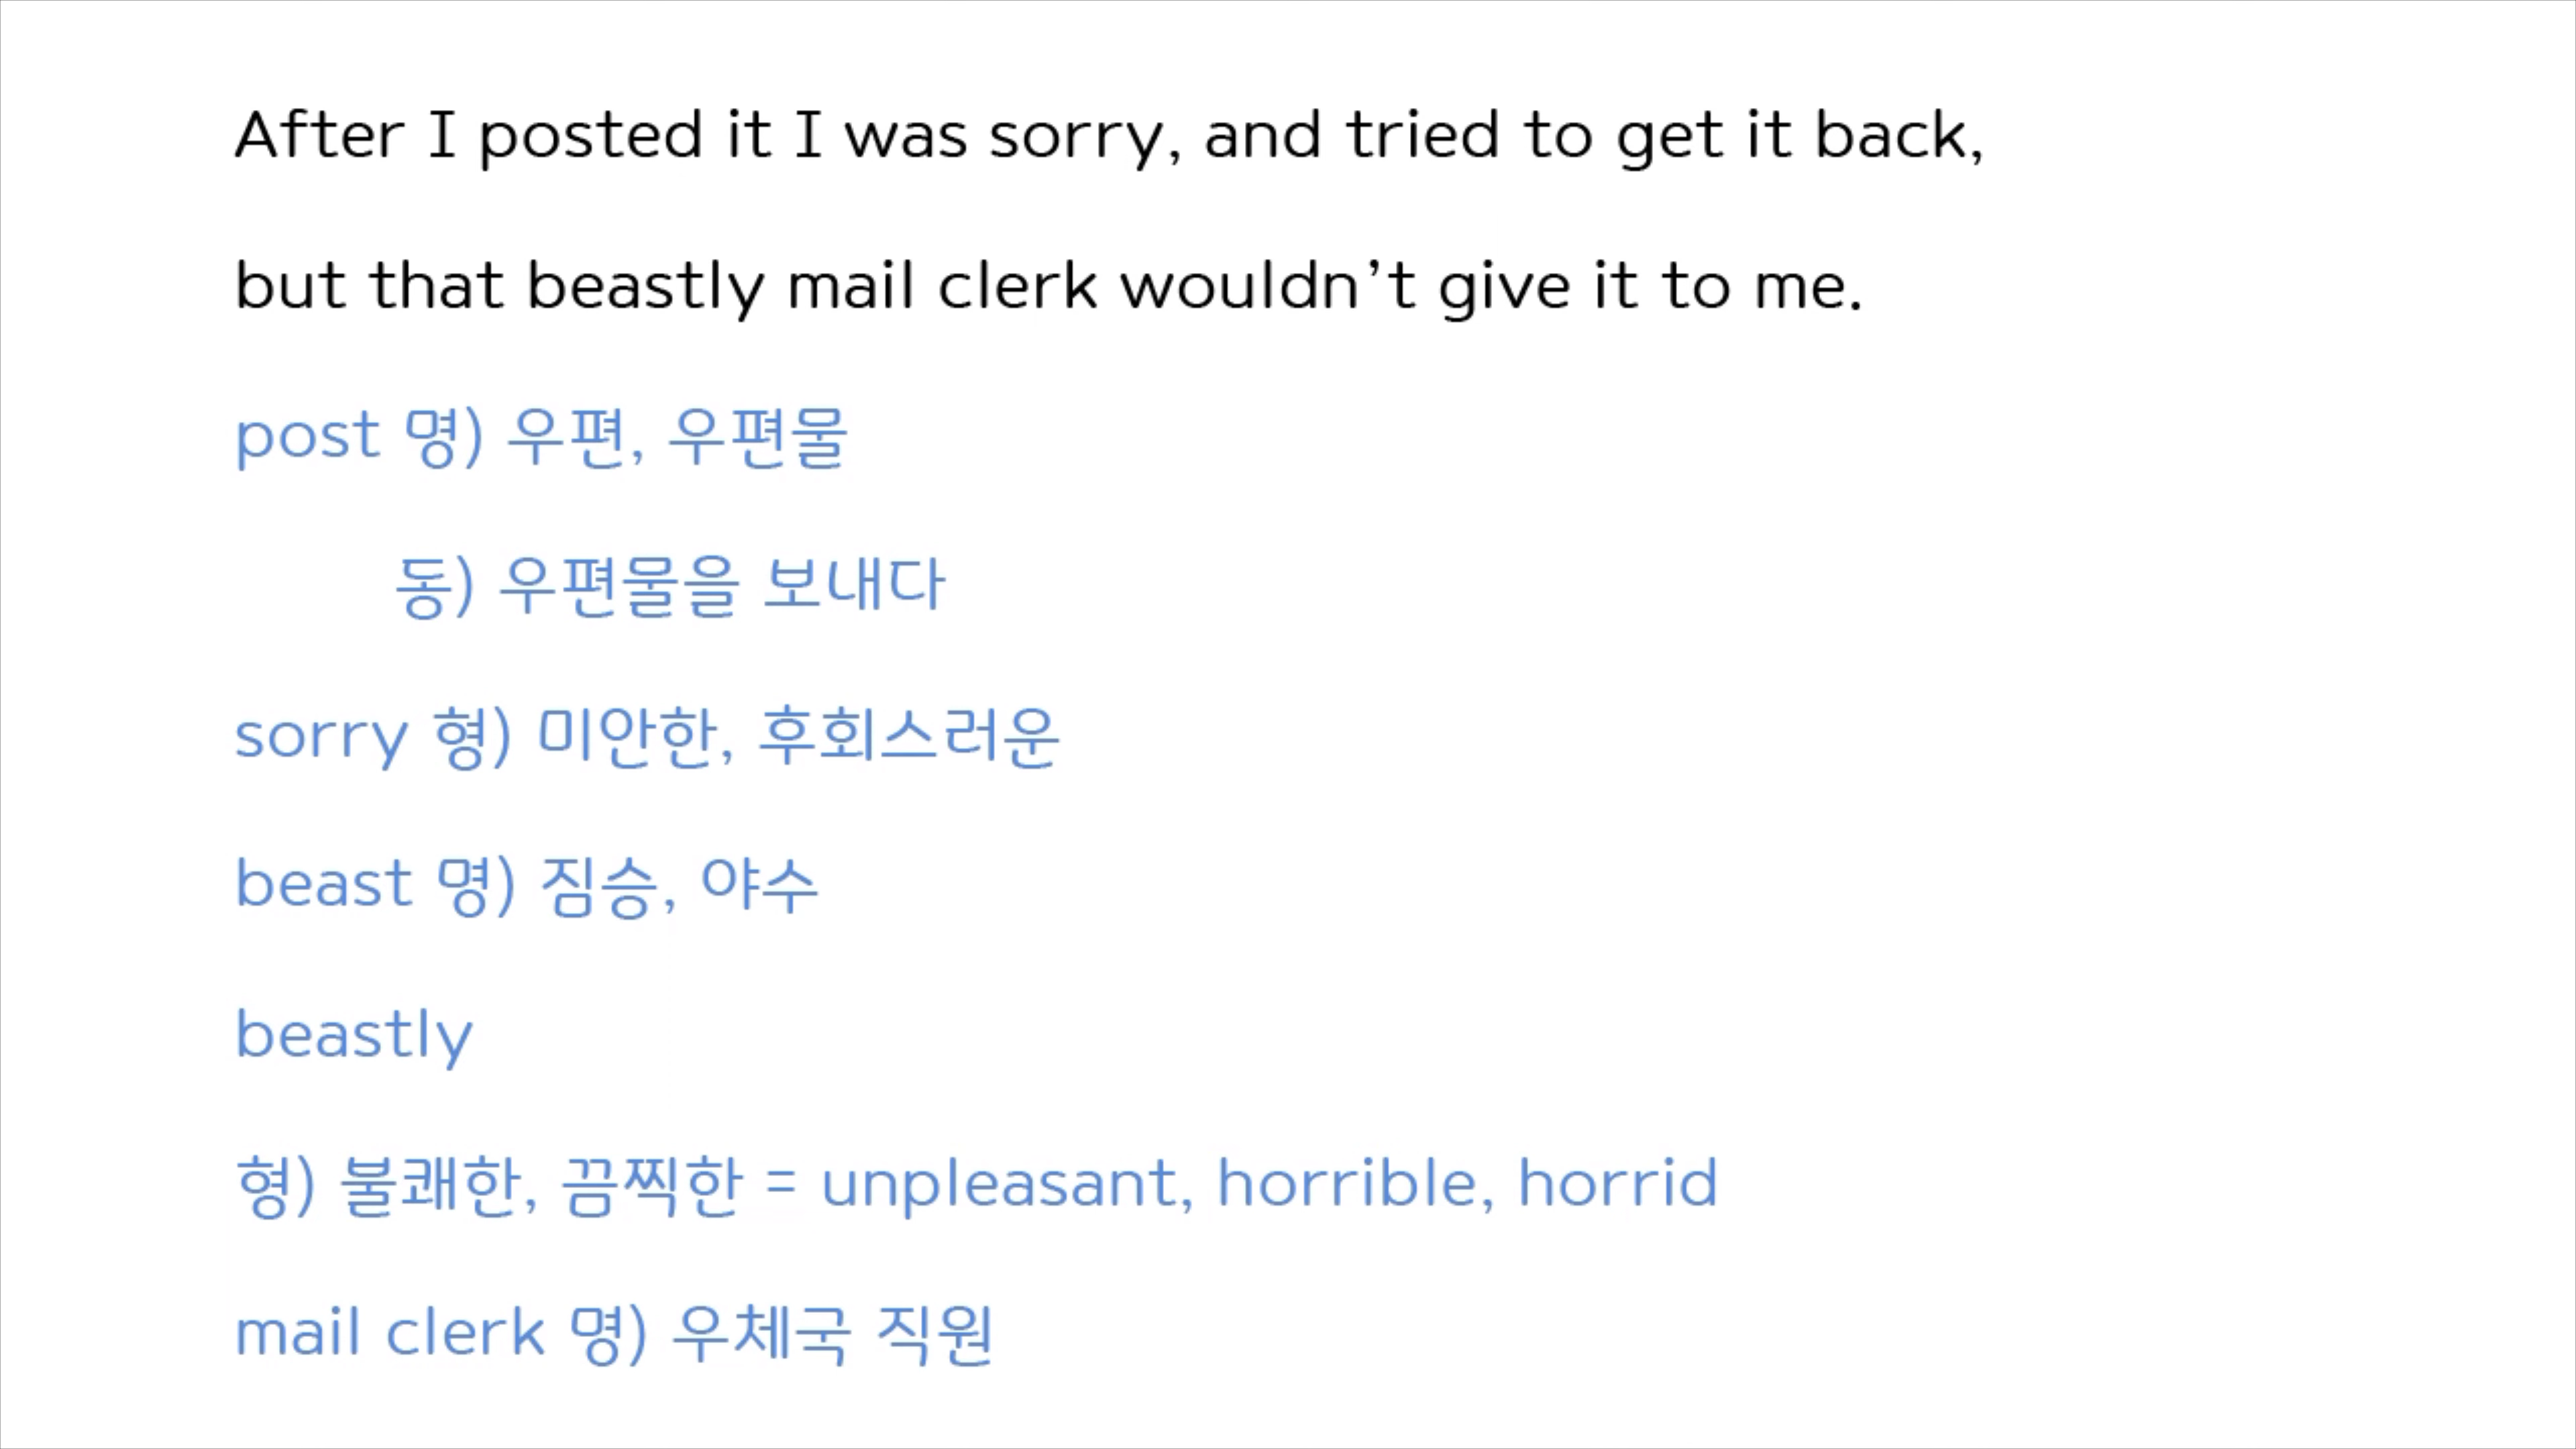 After I posted it I was sorry, and tried to get it back,
but that beastly mail clerk wouldn’t give it to me.
post 명) 우편, 우편물
동) 우편물을 보내다
sorry 형) 미안한, 후회스러운
beast 명) 짐승, 야수
beastly
형) 불쾌한, 끔찍한 = unpleasant, horrible, horrid
mail clerk 명) 우체국 직원